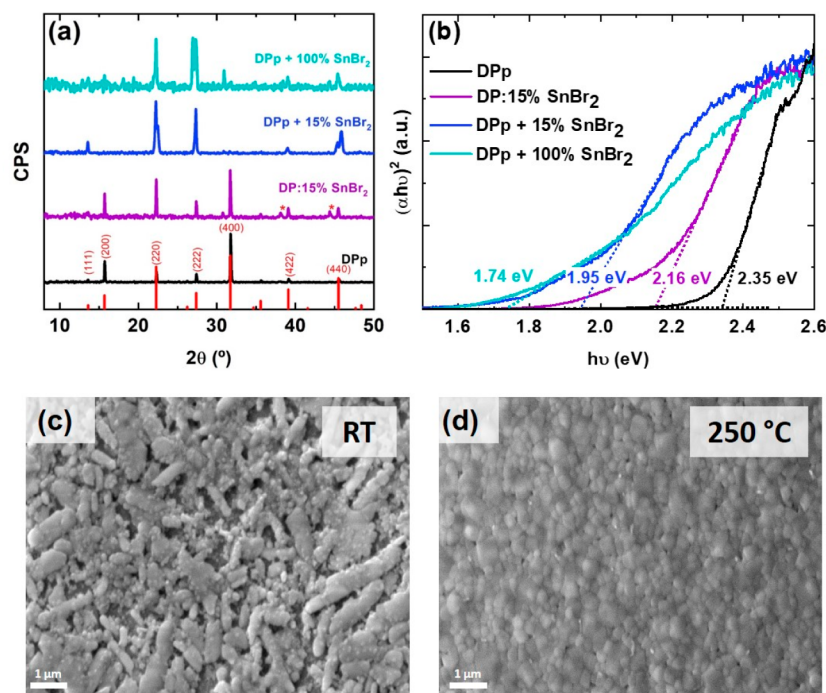 (a)
DPp + 100% SnBr2
DPp + 15% SnBr2
DP:15% SnBr2
* *
(400)
DPp
(111)
(200)
(220)
(222)
(422)
(440)
CPS
10 20 30 40 50
2θ (º)
(b)
DPp
DP:15% SnBr2
DPp + 15% SnBr2
DPp + 100% SnBr2
(αhυ)2 (a.u.)
1.74 eV 1.95 eV 2.16 eV 2.35 eV
1.6 1.8 2.0 2.2 2.4 2.6
hυ (eV)
(c) RT
1 µm
(d) 250 °C
1 µm